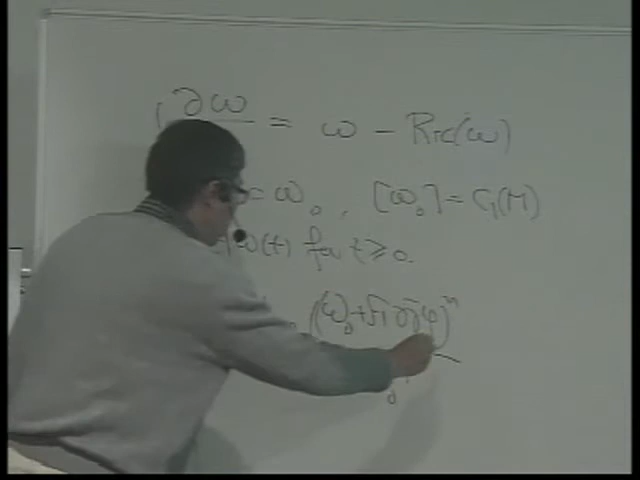 ∂ω = ω − Ric(ω)
= ω₀, [ω₀] = C₁(M)
ω(t) for t ≥ 0.
(ω₀ + √-1 ∂∂̄φ)ⁿ